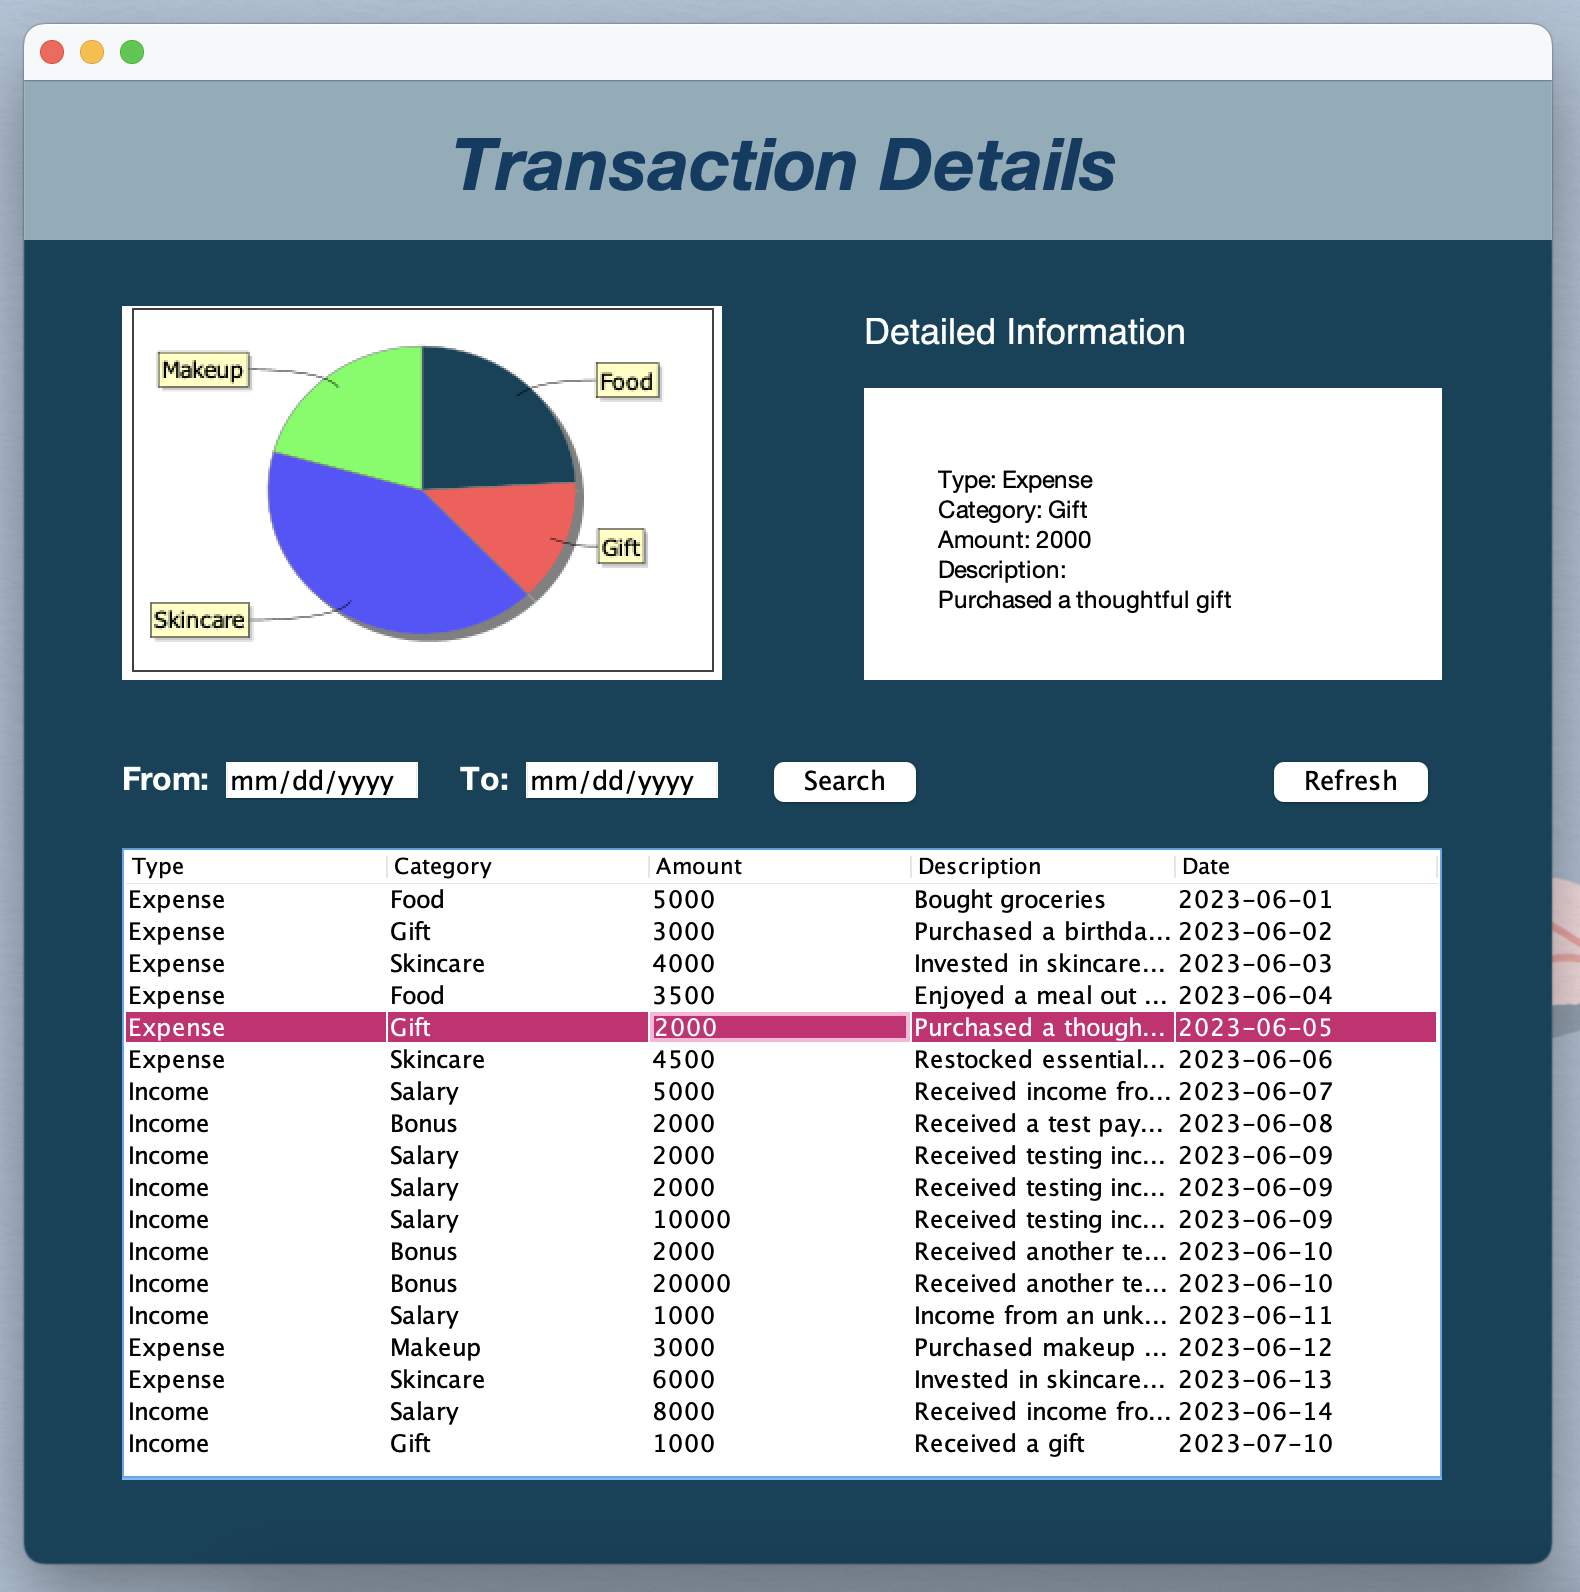 Transaction Details
Makeup
Food
Gift
Skincare
Detailed Information
Type: Expense
Category: Gift
Amount: 2000
Description:
Purchased a thoughtful gift
From: mm/dd/yyyy To: mm/dd/yyyy Search Refresh
Type Category Amount Description Date
Expense Food 5000 Bought groceries 2023-06-01
Expense Gift 3000 Purchased a birthda... 2023-06-02
Expense Skincare 4000 Invested in skincare... 2023-06-03
Expense Food 3500 Enjoyed a meal out ... 2023-06-04
Expense Gift 2000 Purchased a though... 2023-06-05
Expense Skincare 4500 Restocked essential... 2023-06-06
Income Salary 5000 Received income fro... 2023-06-07
Income Bonus 2000 Received a test pay... 2023-06-08
Income Salary 2000 Received testing inc... 2023-06-09
Income Salary 2000 Received testing inc... 2023-06-09
Income Salary 10000 Received testing inc... 2023-06-09
Income Bonus 2000 Received another te... 2023-06-10
Income Bonus 20000 Received another te... 2023-06-10
Income Salary 1000 Income from an unk... 2023-06-11
Expense Makeup 3000 Purchased makeup ... 2023-06-12
Expense Skincare 6000 Invested in skincare... 2023-06-13
Income Salary 8000 Received income fro... 2023-06-14
Income Gift 1000 Received a gift 2023-07-10